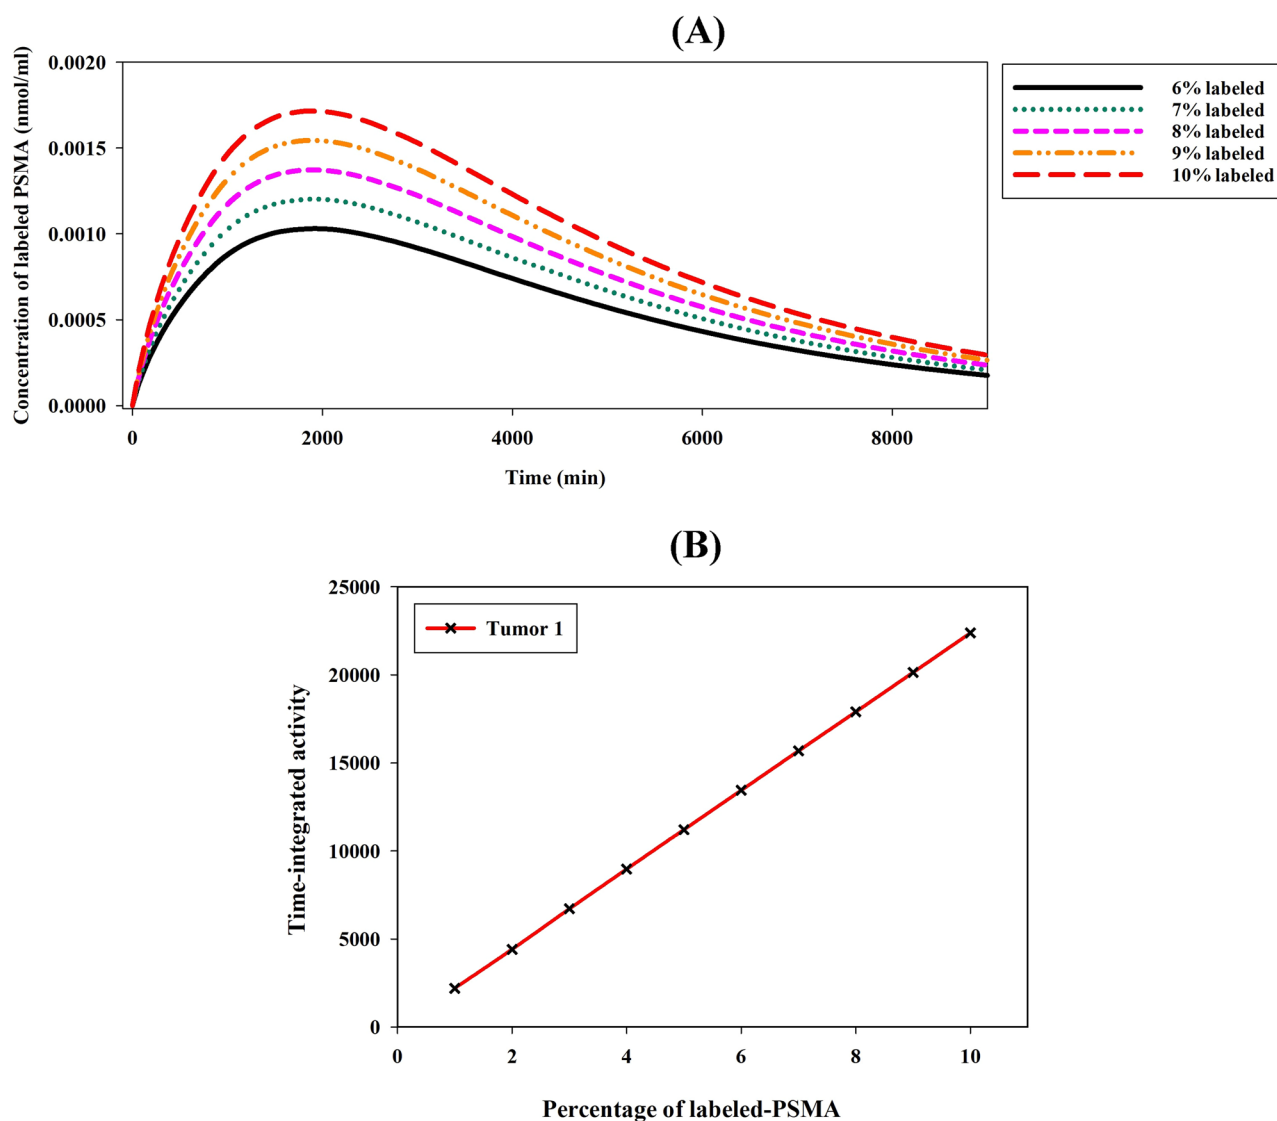 (A)
Concentration of labeled PSMA (nmol/ml)
0.0020
0.0015
0.0010
0.0005
0.0000
0 2000 4000 6000 8000
Time (min)
6% labeled
7% labeled
8% labeled
9% labeled
10% labeled
(B)
Time-integrated activity
25000
20000
15000
10000
5000
0
Tumor 1
0 2 4 6 8 10
Percentage of labeled-PSMA